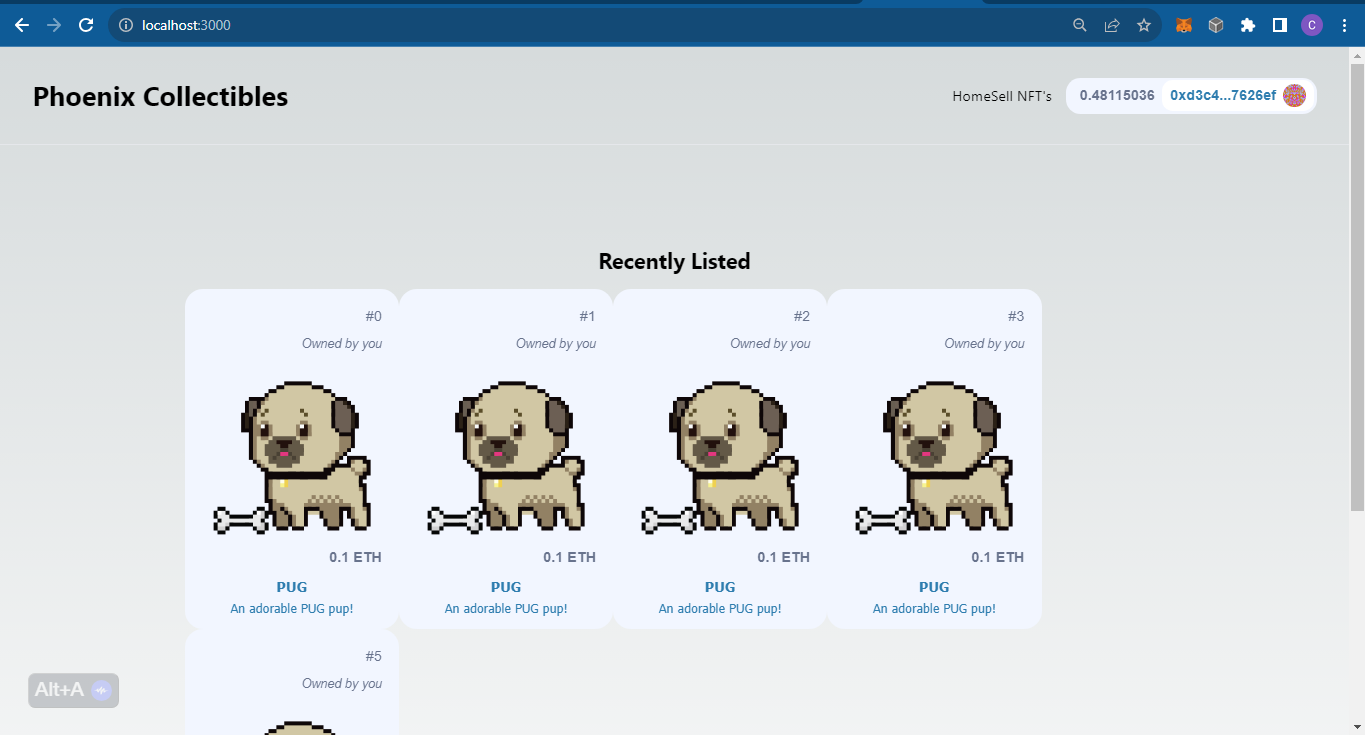 localhost:3000
C
Phoenix Collectibles
HomeSell NFT's
0.48115036 0xd3c4...7626ef
Recently Listed
#0
Owned by you
0.1 ETH
PUG
An adorable PUG pup!
#1
Owned by you
0.1 ETH
PUG
An adorable PUG pup!
#2
Owned by you
0.1 ETH
PUG
An adorable PUG pup!
#3
Owned by you
0.1 ETH
PUG
An adorable PUG pup!
#5
Owned by you
Alt+A